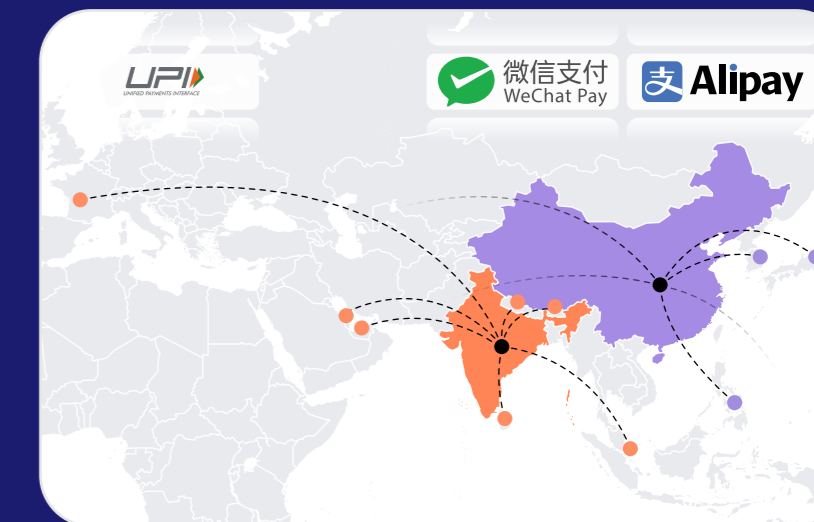 UPI
UNIFIED PAYMENTS INTERFACE
微信支付
WeChat Pay
支 Alipay